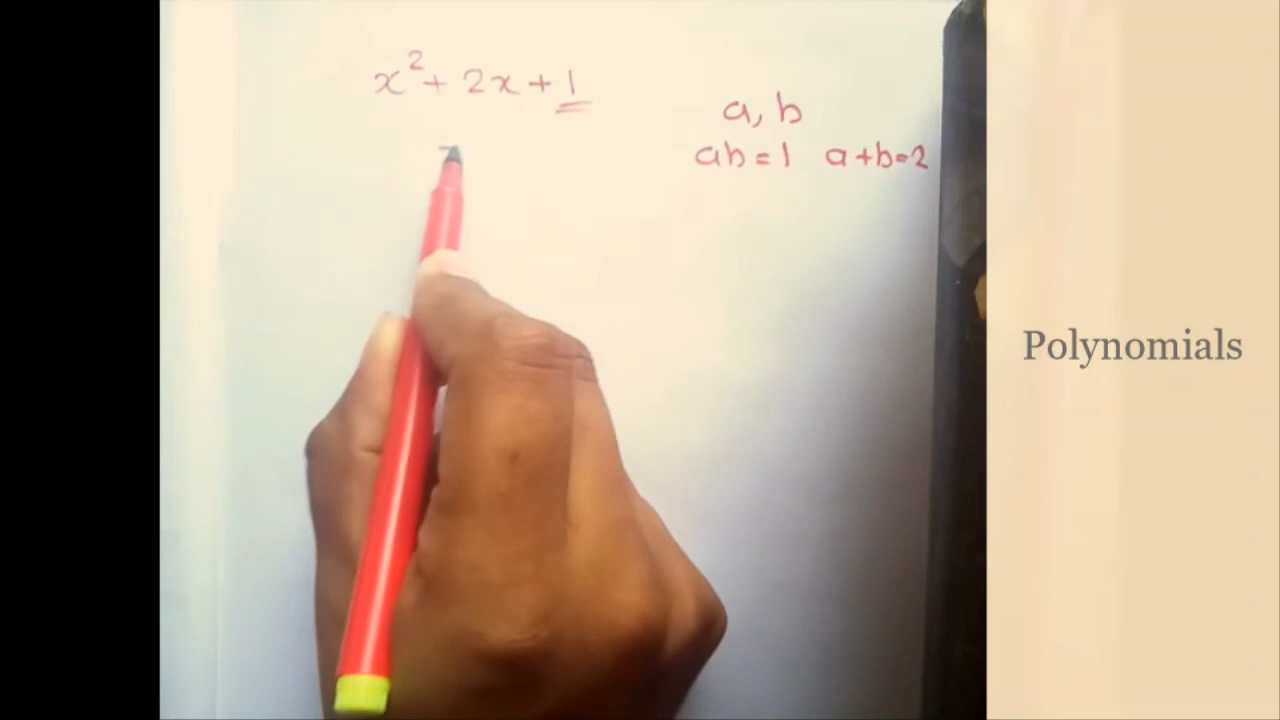 x² + 2x + 1
a, b
ab = 1 a + b = 2
Polynomials